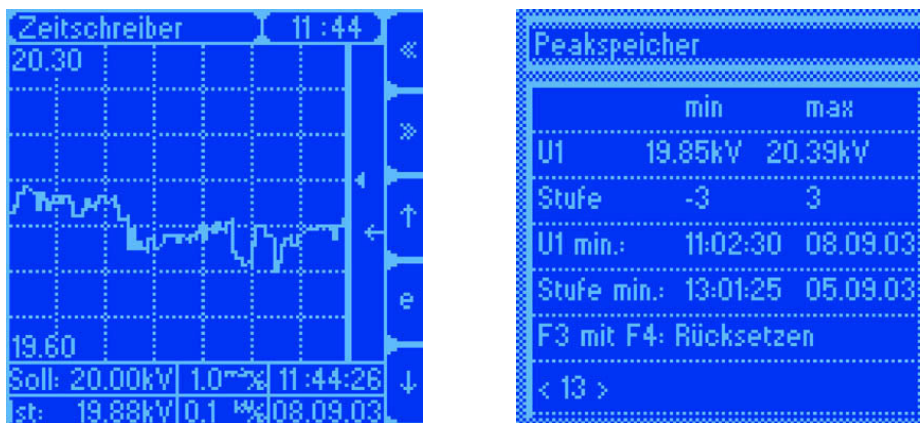 Zeitschreiber 11:44
20.30
«
»
↑
e
↓
19.60
Soll: 20.00kV 1.0 11:44:26
Ist: 19.88kV 0.1 08.09.03
Peakspeicher
min max
U1 19.85kV 20.39kV
Stufe -3 3
U1 min.: 11:02:30 08.09.03
Stufe min.: 13:01:25 05.09.03
F3 mit F4: Rücksetzen
< 13 >